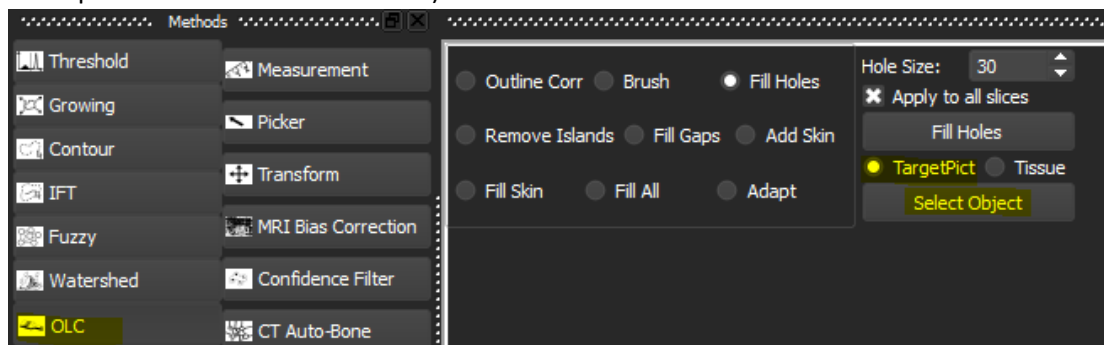 Methods
Threshold
Growing
Contour
IFT
Fuzzy
Watershed
OLC
Measurement
Picker
Transform
MRI Bias Correction
Confidence Filter
CT Auto-Bone
Outline Corr Brush Fill Holes
Remove Islands Fill Gaps Add Skin
Fill Skin Fill All Adapt
Hole Size: 30
Apply to all slices
Fill Holes
TargetPict Tissue
Select Object